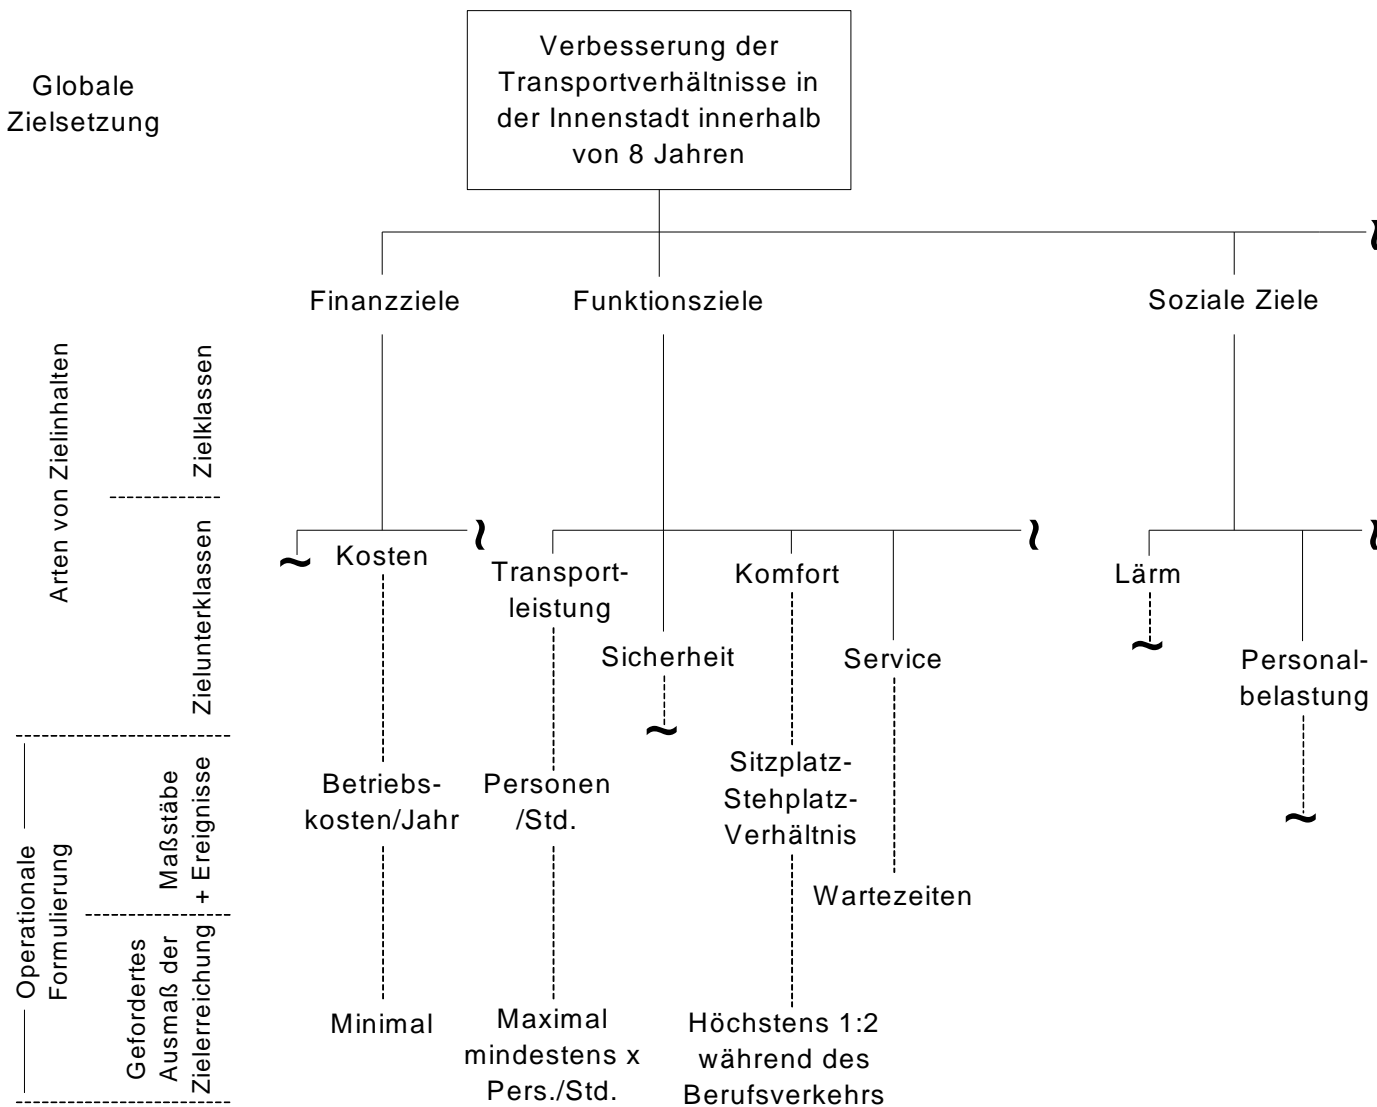 Globale
Zielsetzung
Verbesserung der
Transportverhältnisse in
der Innenstadt innerhalb
von 8 Jahren
Finanzziele
Funktionsziele
Soziale Ziele
Arten von Zielinhalten
Zielklassen
Zielunterklassen
Kosten
Transport-
leistung
Sicherheit
Komfort
Service
Lärm
Personal-
belastung
Operationale
Formulierung
Maßstäbe
+ Ereignisse
Betriebs-
kosten/Jahr
Personen
/Std.
Sitzplatz-
Stehplatz-
Verhältnis
Wartezeiten
Gefordertes
Ausmaß der
Zielerreichung
Minimal
Maximal
mindestens x
Pers./Std.
Höchstens 1:2
während des
Berufsverkehrs